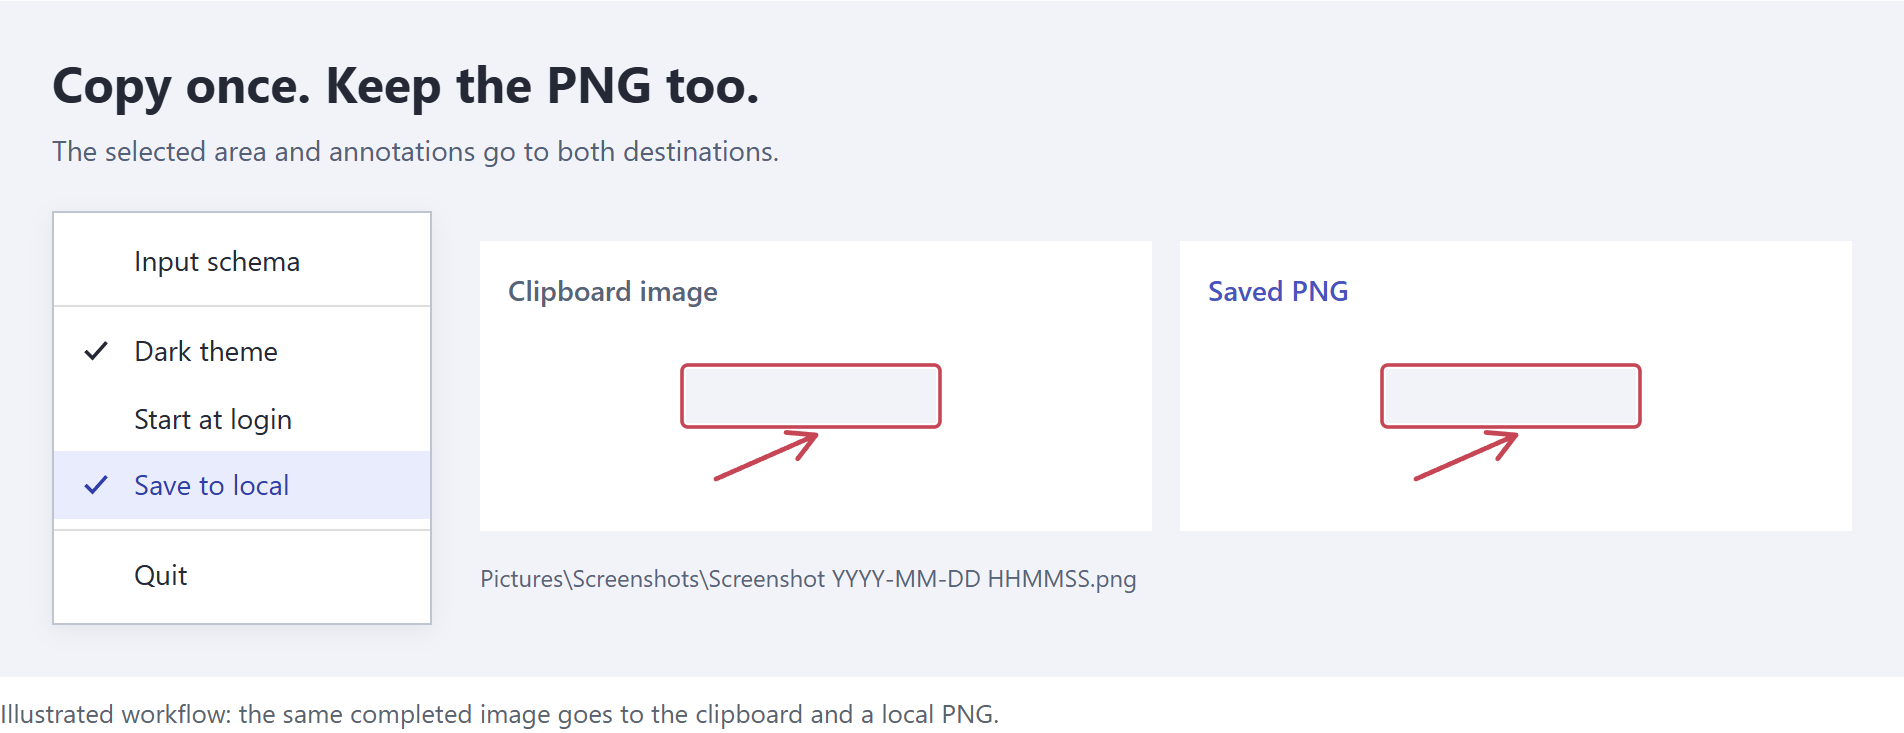 Copy once. Keep the PNG too.
The selected area and annotations go to both destinations.
Input schema
Dark theme
Start at login
Save to local
Quit
Clipboard image
Saved PNG
Pictures\Screenshots\Screenshot YYYY-MM-DD HHMMSS.png
Illustrated workflow: the same completed image goes to the clipboard and a local PNG.